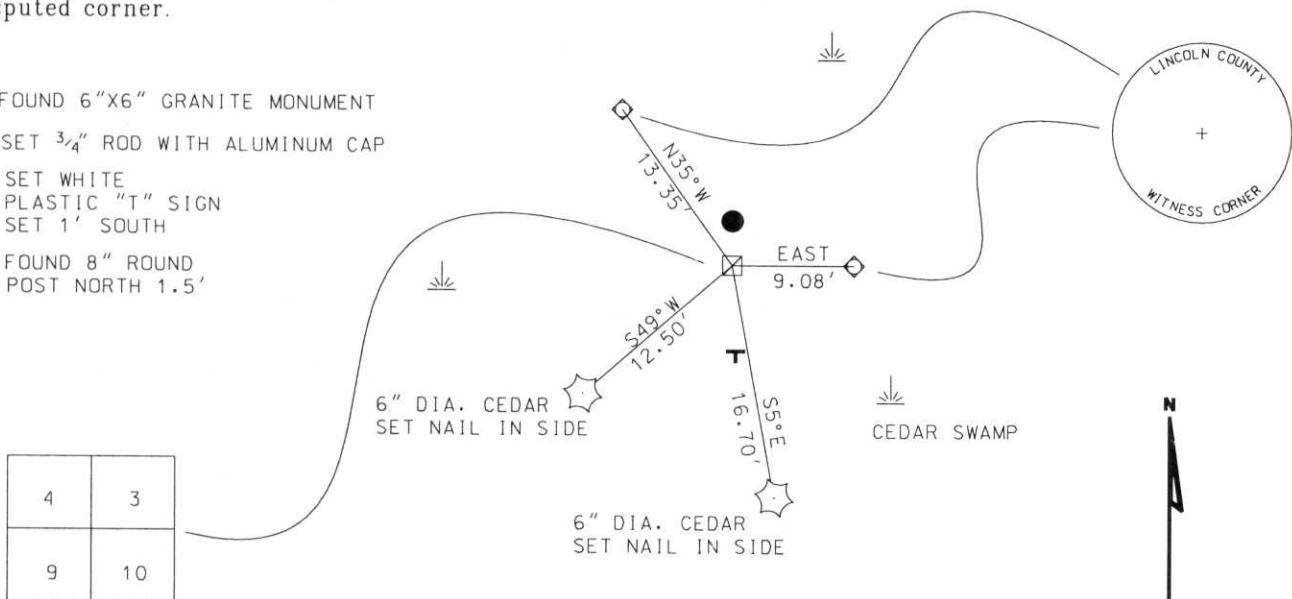 corner.
FOUND 6"X6" GRANITE MONUMENT
SET 3/4" ROD WITH ALUMINUM CAP
SET WHITE
PLASTIC "T" SIGN
SET 1' SOUTH
FOUND 8" ROUND
POST NORTH 1.5'
LINCOLN COUNTY
WITNESS CORNER
N35°W
13.35'
EAST
9.08'
S49°W
12.50'
T
S5°E
16.70'
6" DIA. CEDAR
SET NAIL IN SIDE
CEDAR SWAMP
6" DIA. CEDAR
SET NAIL IN SIDE
N
4 3
9 10